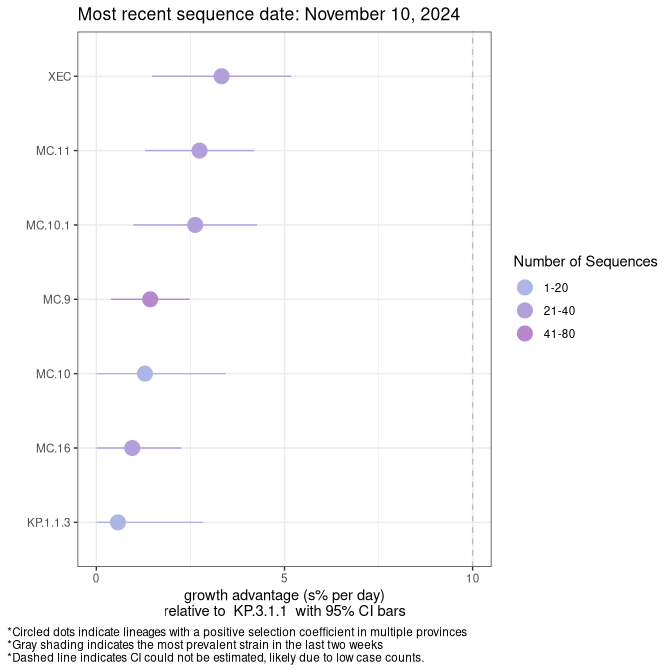 Most recent sequence date: November 10, 2024
XEC
MC.11
MC.10.1
MC.9
MC.10
MC.16
KP.1.1.3
0 5 10
growth advantage (s% per day)
relative to KP.3.1.1 with 95% CI bars
Number of Sequences
1-20
21-40
41-80
*Circled dots indicate lineages with a positive selection coefficient in multiple provinces
*Gray shading indicates the most prevalent strain in the last two weeks
*Dashed line indicates CI could not be estimated, likely due to low case counts.